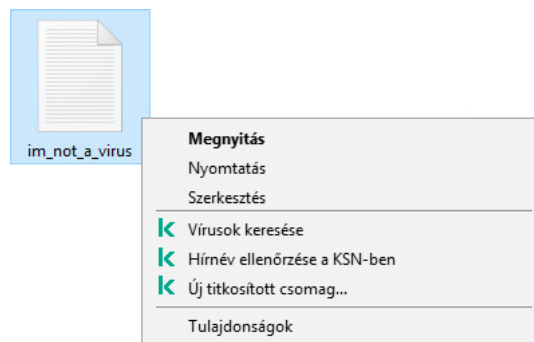 im_not_a_virus
Megnyitás
Nyomtatás
Szerkesztés
Vírusok keresése
Hírnév ellenőrzése a KSN-ben
Új titkosított csomag...
Tulajdonságok